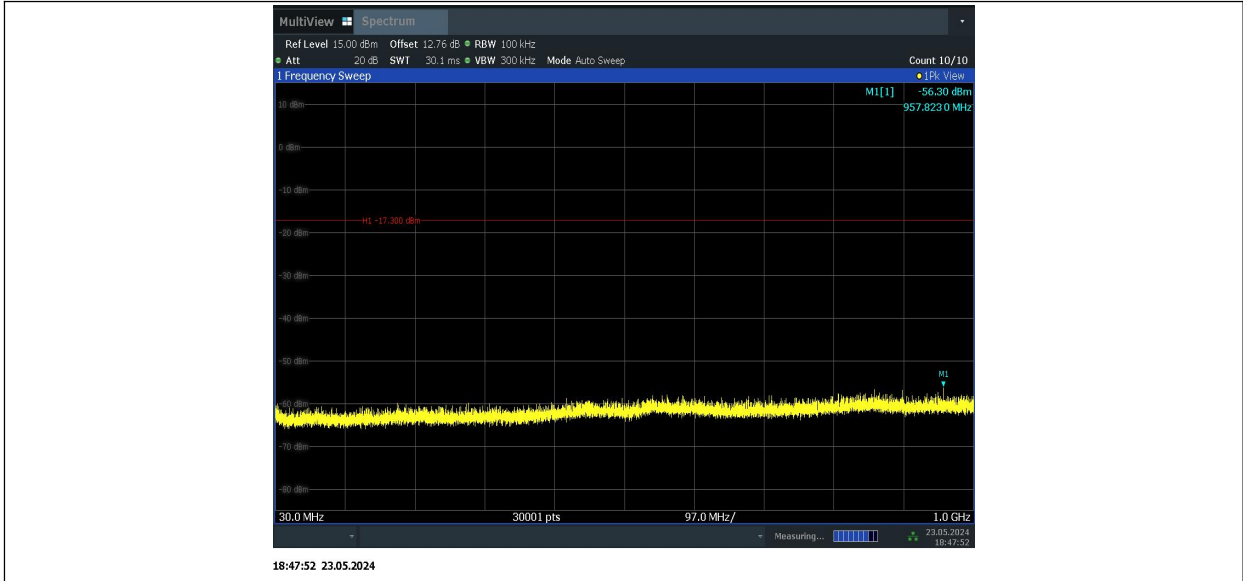 MultiView Spectrum
Ref Level 15.00 dBm Offset 12.76 dB RBW 100 kHz
Att 20 dB SWT 30.1 ms VBW 300 kHz Mode Auto Sweep Count 10/10
1 Frequency Sweep 1Pk View
M1[1] -56.30 dBm
957.8230 MHz
10 dBm
0 dBm
-10 dBm
H1 -17.300 dBm
-20 dBm
-30 dBm
-40 dBm
-50 dBm
M1
-60 dBm
-70 dBm
-80 dBm
30.0 MHz 30001 pts 97.0 MHz/ 1.0 GHz
Measuring... 23.05.2024
18:47:52
18:47:52 23.05.2024